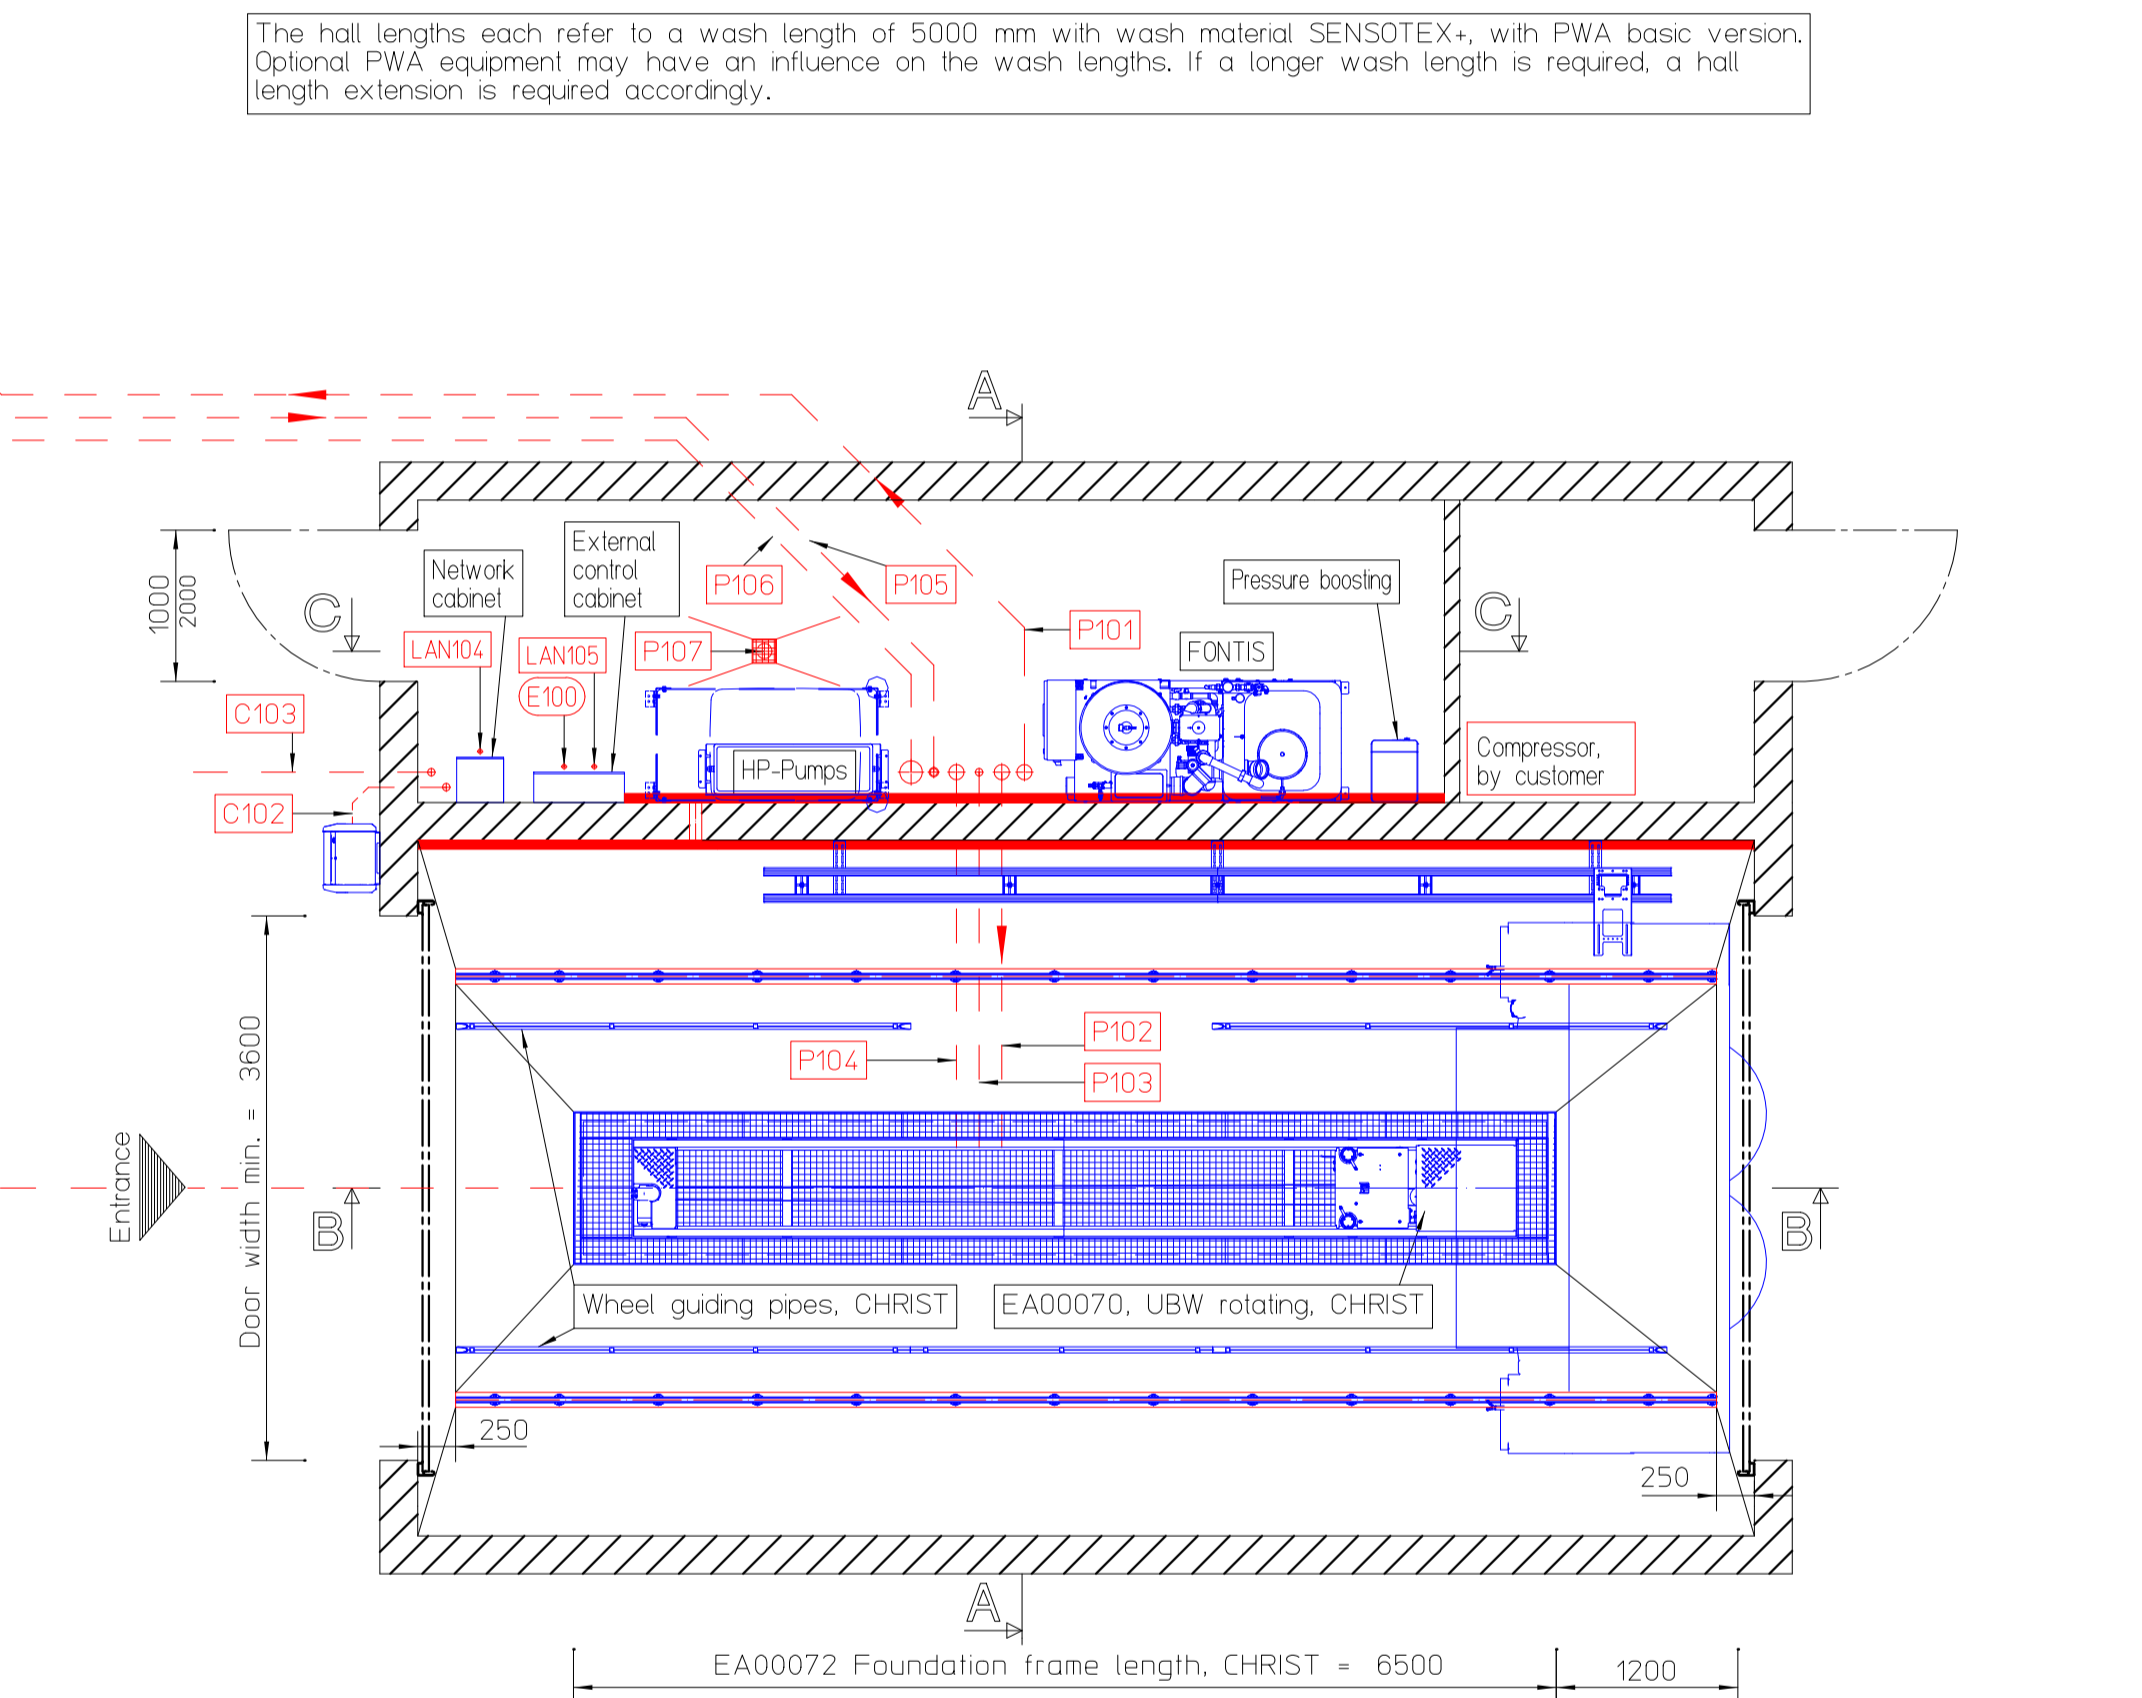 The hall lengths each refer to a wash length of 5000 mm with wash material SENSOTEX+, with PWA basic version.
Optional PWA equipment may have an influence on the wash lengths. If a longer wash length is required, a hall
length extension is required accordingly.
A
External
control
cabinet
Network
cabinet
P106
P105
Pressure boosting
1000
2000
C
C
P101
LAN104
LAN105
P107
FONTIS
E100
C103
Compressor,
by customer
HP-Pumps
C102
P102
P104
P103
Door width min. = 3600
Entrance
B
B
Wheel guiding pipes, CHRIST
EA00070, UBW rotating, CHRIST
250
250
A
EA00072 Foundation frame length, CHRIST = 6500
1200